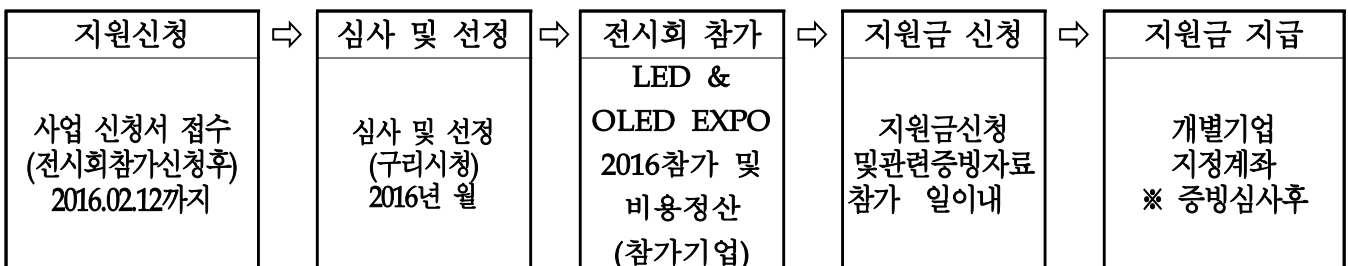 지원신청 ⇨ 심사 및 선정 ⇨ 전시회 참가 ⇨ 지원금 신청 ⇨ 지원금 지급
사업 신청서 접수
(전시회참가신청후)
2016.02.12까지
심사 및 선정
(구리시청)
2016년 월
LED &
OLED EXPO
2016참가 및
비용정산
(참가기업)
지원금신청
및관련증빙자료
참가 일이내
개별기업
지정계좌
※ 증빙심사후